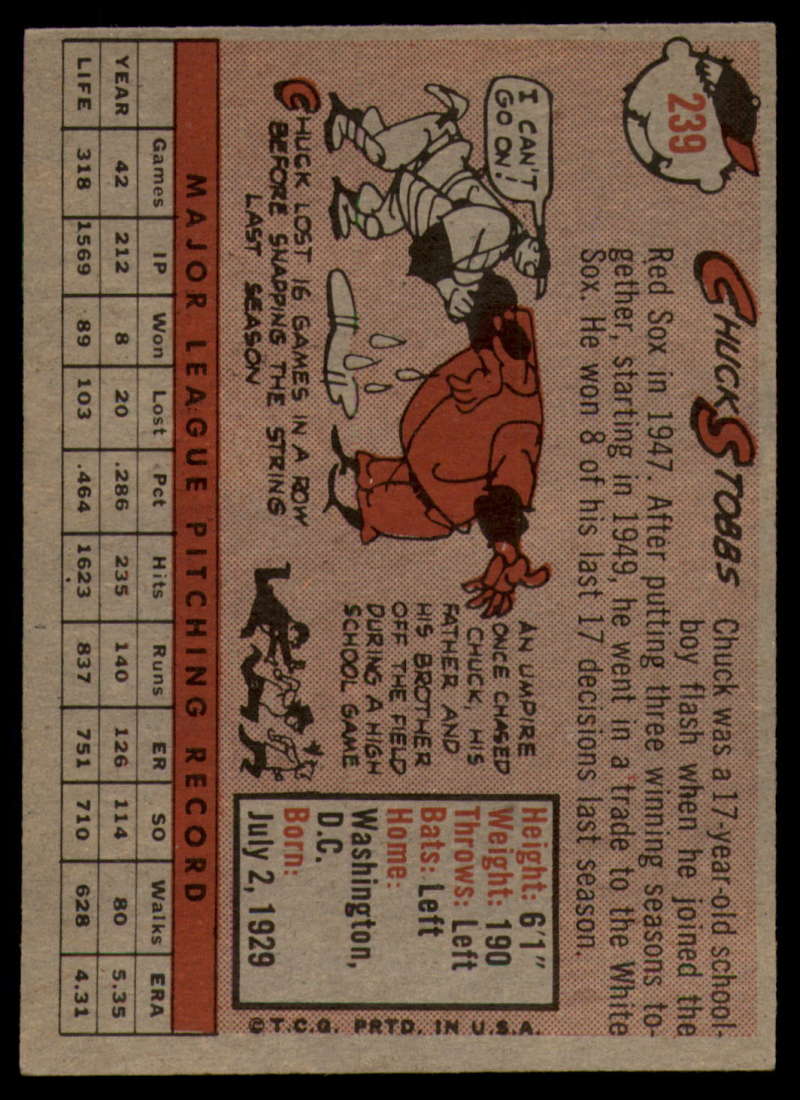 239
CHUCK STOBBS
Chuck was a 17-year-old school-
boy flash when he joined the
Red Sox in 1947. After putting three winning seasons to-
gether, starting in 1949, he went in a trade to the White
Sox. He won 8 of his last 17 decisions last season.
I CAN'T
GO ON!
CHUCK LOST 16 GAMES IN A ROW
BEFORE SNAPPING THE STRING
LAST SEASON
AN UMPIRE
ONCE CHASED
CHUCK, HIS
FATHER AND
HIS BROTHER
OFF THE FIELD
DURING A HIGH
SCHOOL GAME
Height: 6'1"
Weight: 190
Throws: Left
Bats: Left
Home:
Washington,
D.C.
Born:
July 2, 1929
©T.C.G. PRTD. IN U.S.A.
MAJOR LEAGUE PITCHING RECORD
Games IP Won Lost Pct Hits Runs ER SO Walks ERA
YEAR 42 212 8 20 .286 235 140 126 114 80 5.35
LIFE 318 1569 89 103 .464 1623 837 751 710 628 4.31